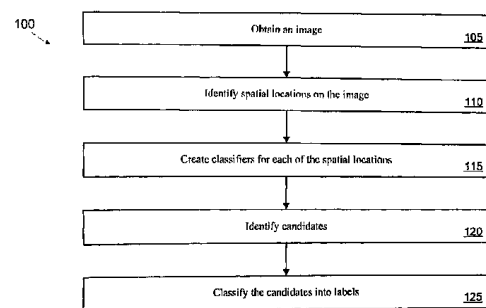 100
Obtain an image
105
Identify spatial locations on the image
110
Create classifiers for each of the spatial locations
115
Identify candidates
120
Classify the candidates into labels
125